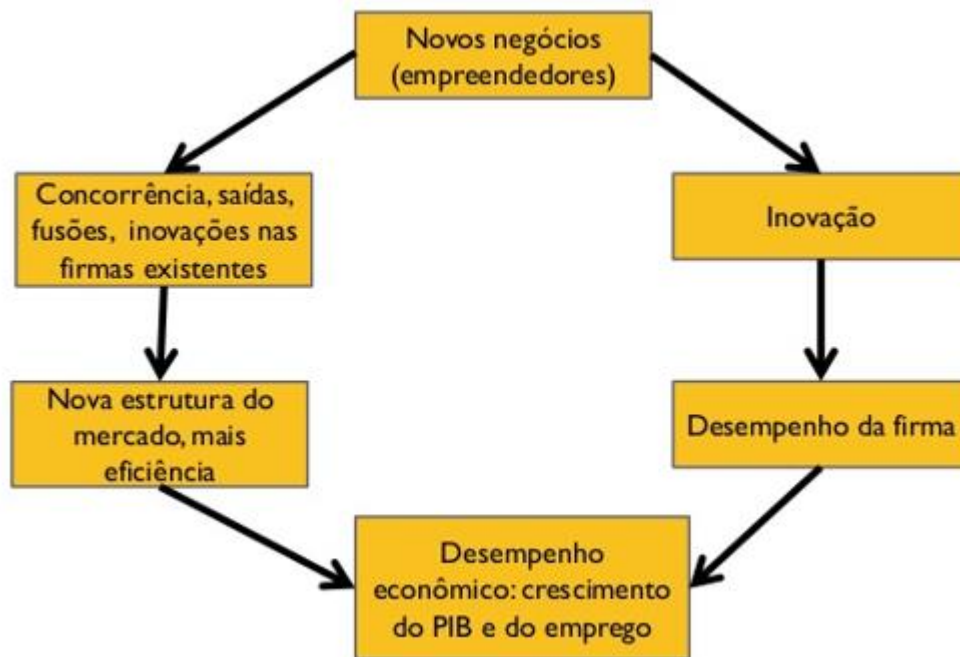 Novos negócios
(empreendedores)
Concorrência, saídas,
fusões, inovações nas
firmas existentes
Inovação
Nova estrutura do
mercado, mais
eficiência
Desempenho da firma
Desempenho
econômico: crescimento
do PIB e do emprego